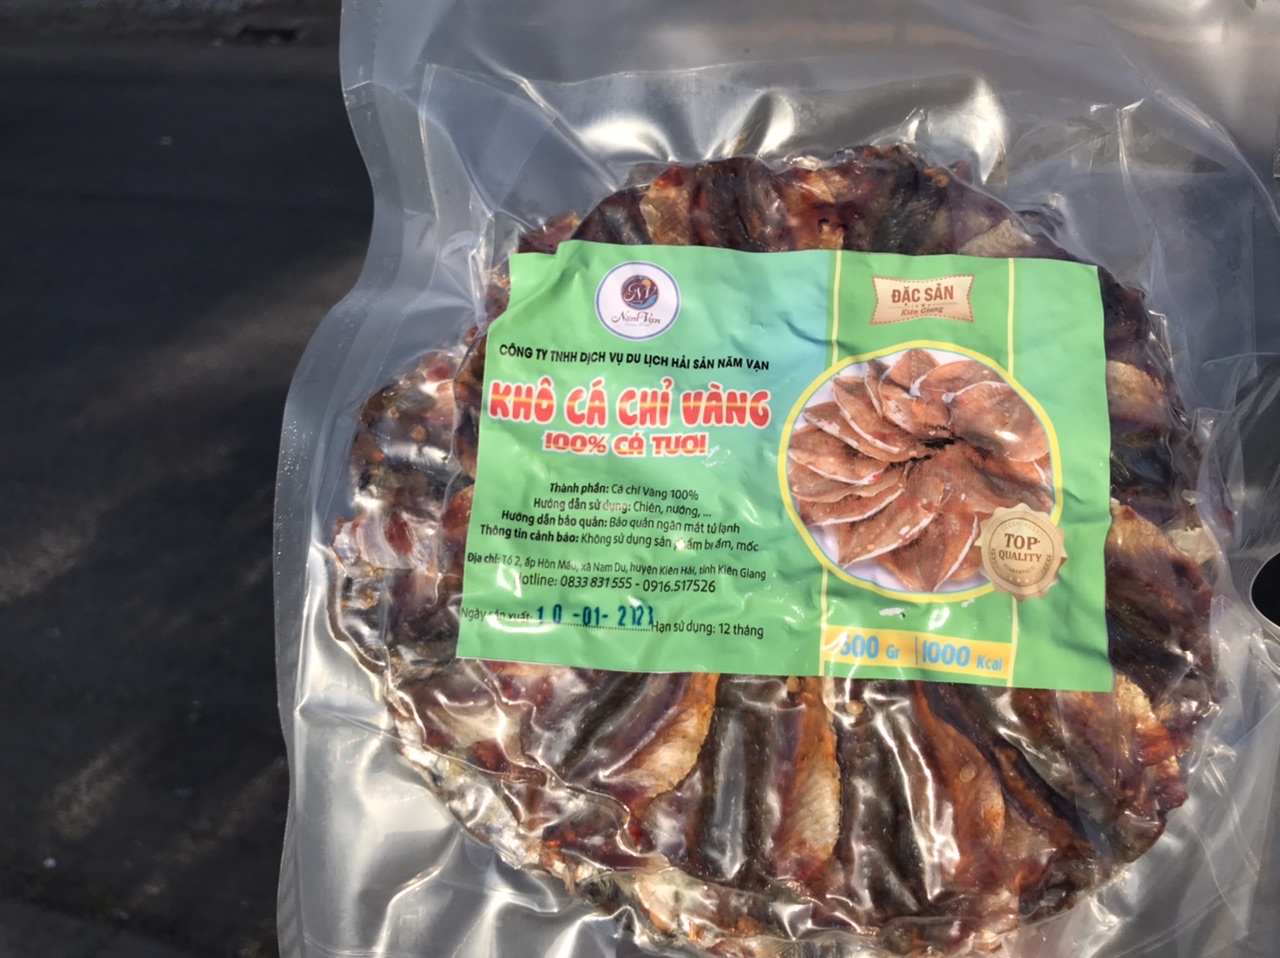 NV
Năm Vạn
CÔNG TY TNHH DỊCH VỤ DU LỊCH HẢI SẢN NĂM VẠN
KHÔ CÁ CHỈ VÀNG
100% CÁ TƯƠI
Thành phần: Cá chỉ Vàng 100%
Hướng dẫn sử dụng: Chiên, nướng, ...
Hướng dẫn bảo quản: Bảo quản ngăn mát tủ lạnh
Thông tin cảnh báo: Không sử dụng sản phẩm bị ẩm, mốc
Địa chỉ: Tổ 2, ấp Hòn Mấu, xã Nam Du, huyện Kiên Hải, tỉnh Kiên Giang
Hotline: 0833 831 555 - 0916.517526
Ngày sản xuất: 10 -01- Hạn sử dụng: 12 tháng
ĐẶC SẢN
Kiên Giang
TOP
QUALITY
500 Gr 1000 Kcal